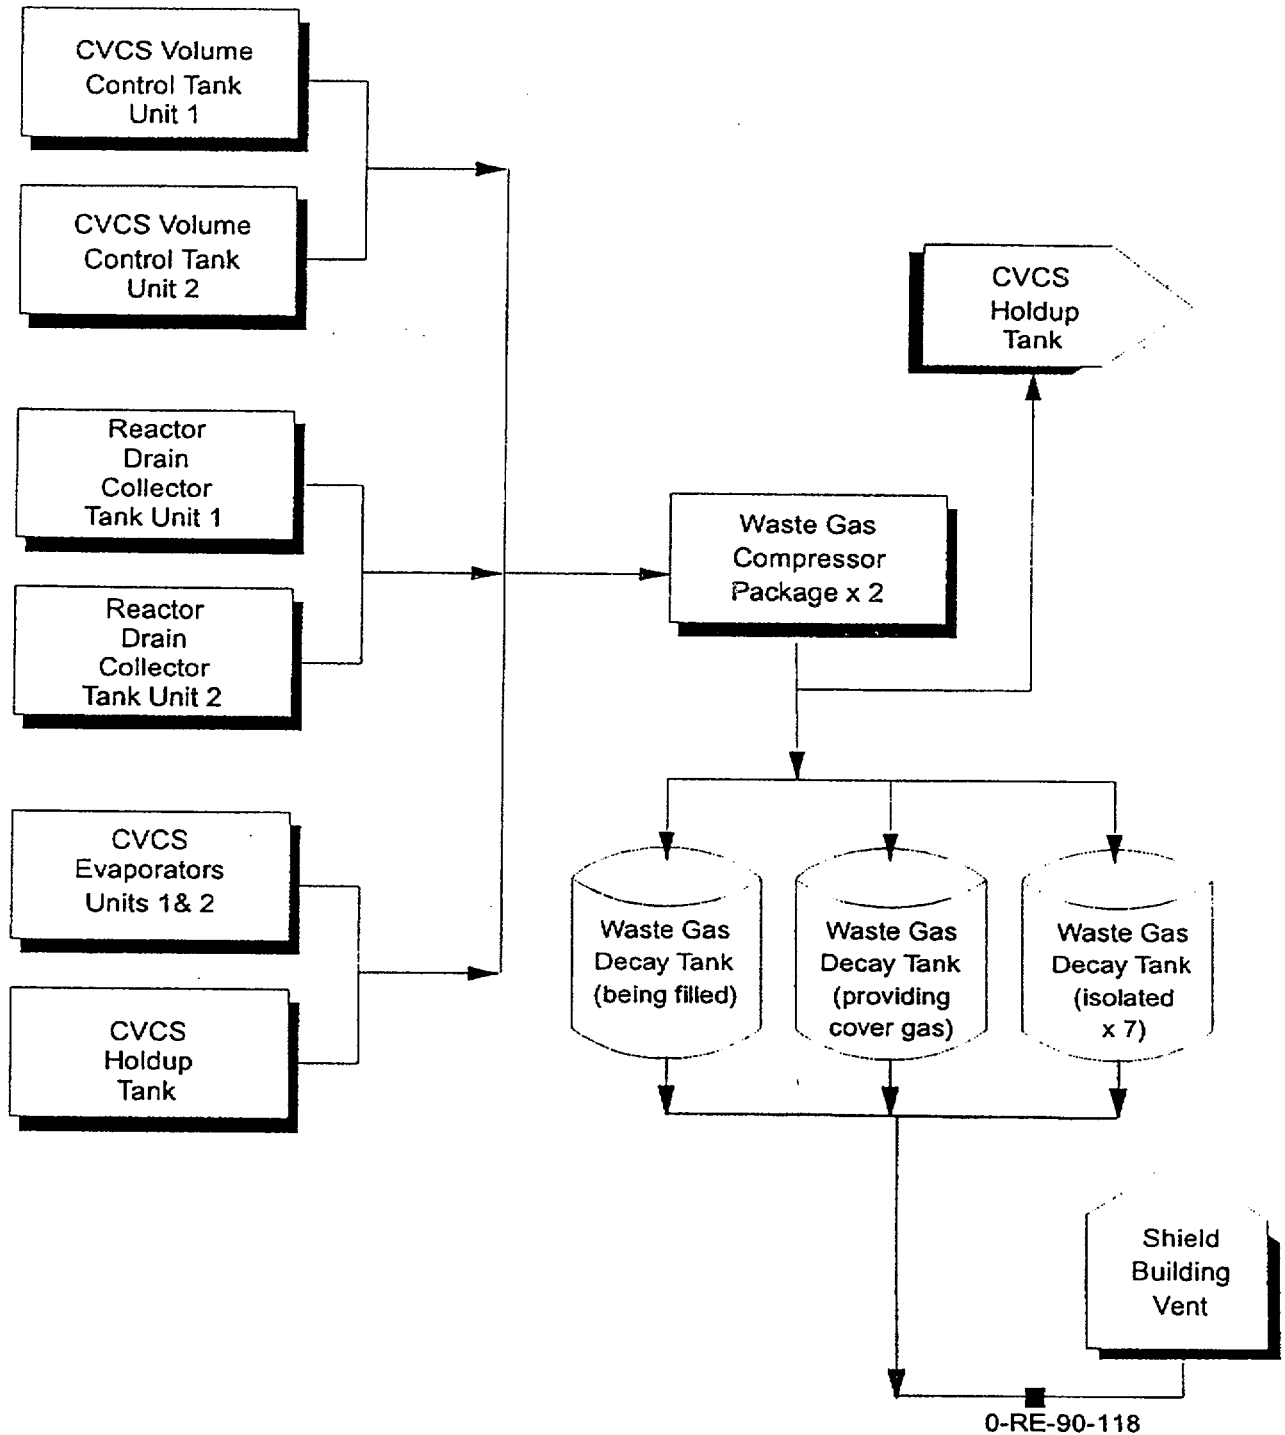 CVCS Volume
Control Tank
Unit 1
CVCS Volume
Control Tank
Unit 2
Reactor
Drain
Collector
Tank Unit 1
Reactor
Drain
Collector
Tank Unit 2
CVCS
Evaporators
Units 1& 2
CVCS
Holdup
Tank
Waste Gas
Compressor
Package x 2
CVCS
Holdup
Tank
Waste Gas
Decay Tank
(being filled)
Waste Gas
Decay Tank
(providing
cover gas)
Waste Gas
Decay Tank
(isolated
x 7)
Shield
Building
Vent
0-RE-90-118